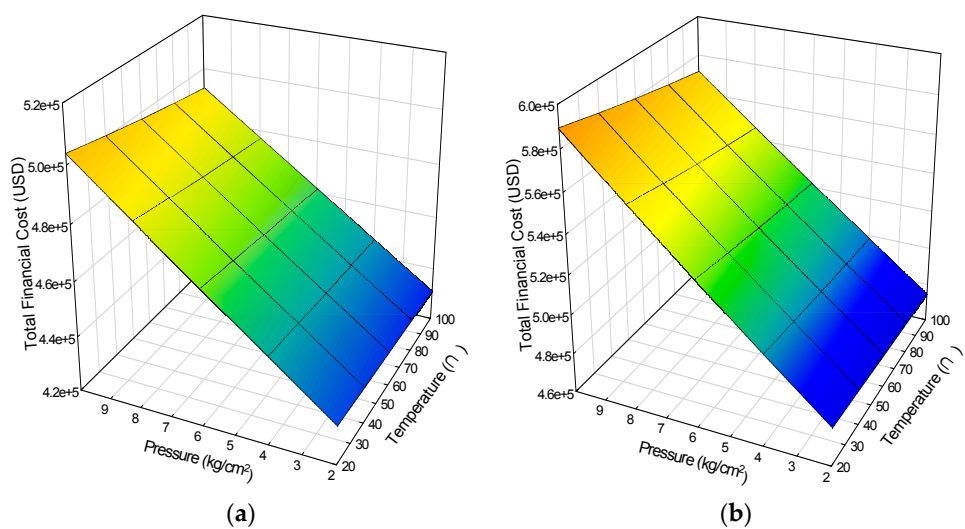 5.2e+5
5.0e+5
4.8e+5
4.6e+5
4.4e+5
4.2e+5
Total Financial Cost (USD)
9
8
7
6
5
4
3
2
Pressure (kg/cm²)
20
30
40
50
60
70
80
90
100
Temperature (∩ )
(a)
6.0e+5
5.8e+5
5.6e+5
5.4e+5
5.2e+5
5.0e+5
4.8e+5
4.6e+5
Total Financial Cost (USD)
9
8
7
6
5
4
3
2
Pressure (kg/cm²)
20
30
40
50
60
70
80
90
100
Temperature (∩ )
(b)